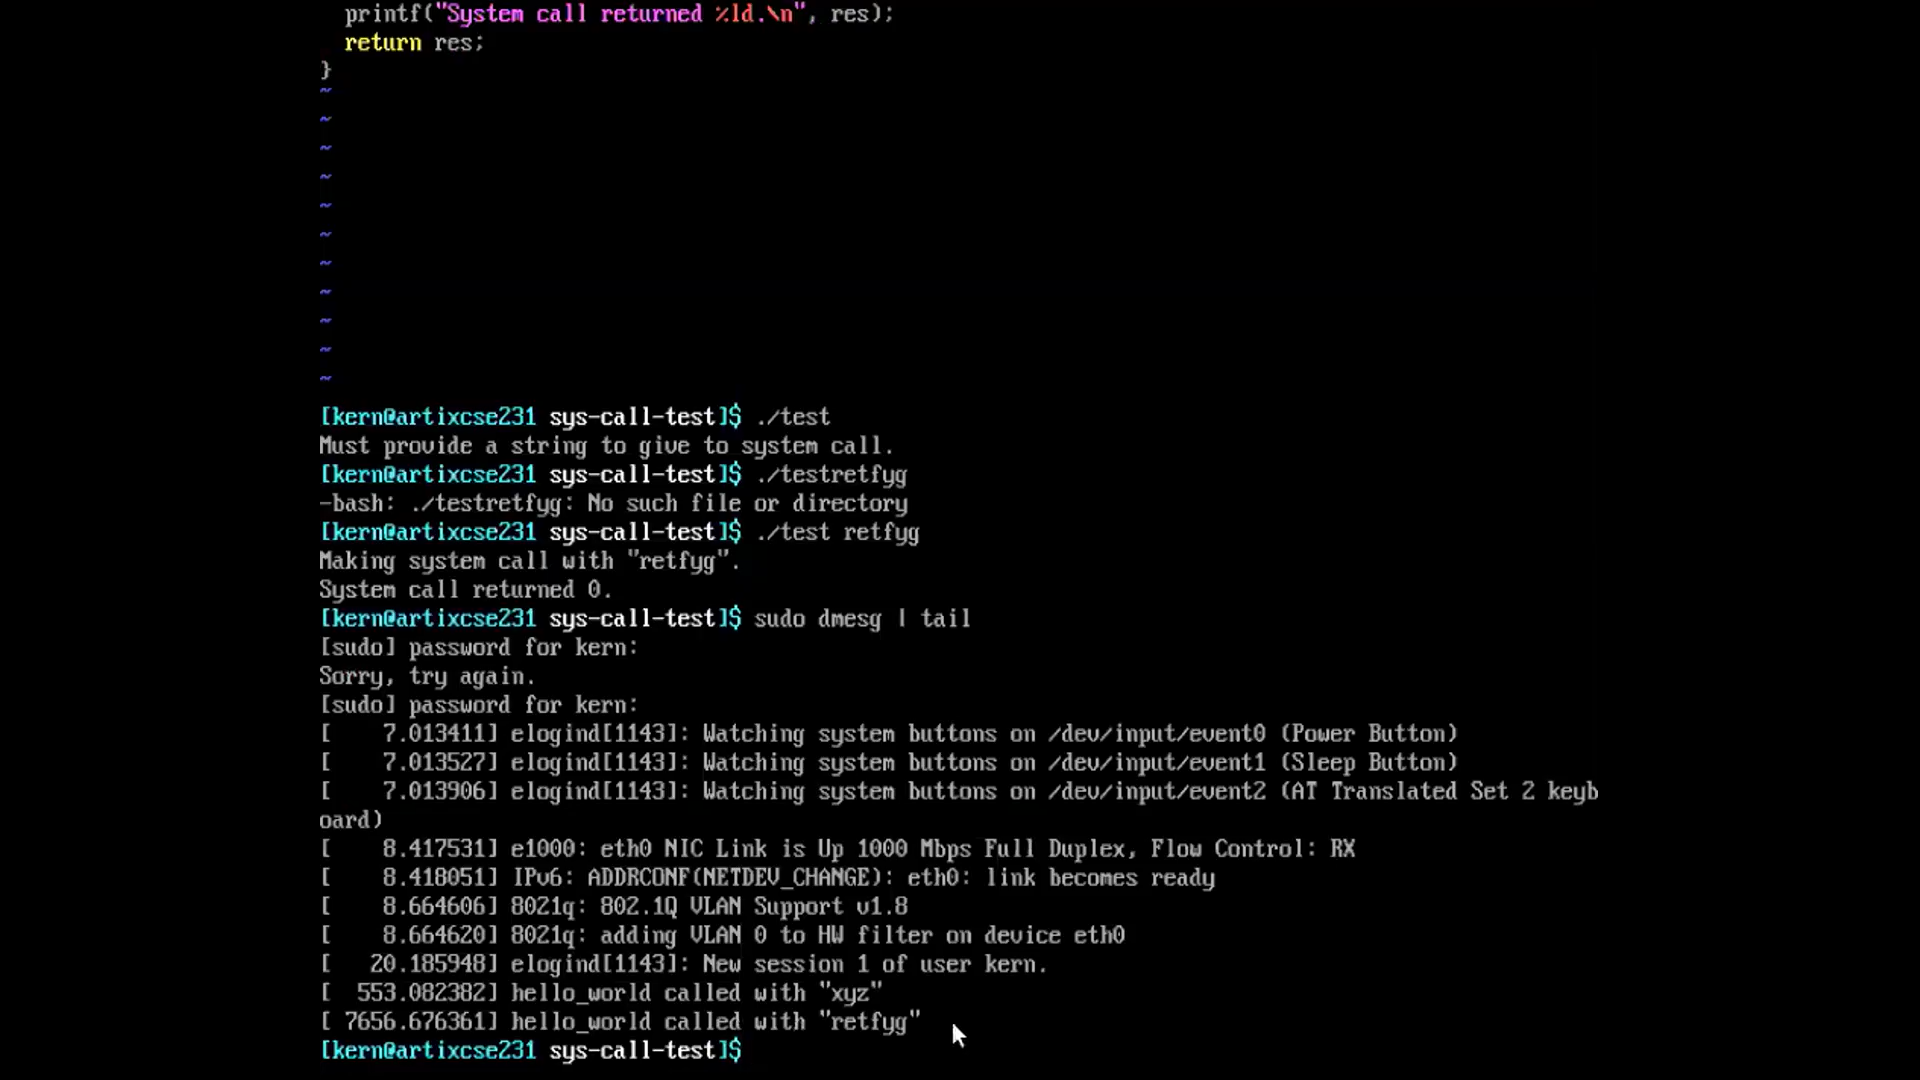 printf("System call returned %ld.\n", res);
return res;
}
~
~
~
~
~
~
~
~
~
~
~
[kern@artixcse231 sys-call-test]$ ./test
Must provide a string to give to system call.
[kern@artixcse231 sys-call-test]$ ./testretfyg
-bash: ./testretfyg: No such file or directory
[kern@artixcse231 sys-call-test]$ ./test retfyg
Making system call with "retfyg".
System call returned 0.
[kern@artixcse231 sys-call-test]$ sudo dmesg | tail
[sudo] password for kern:
Sorry, try again.
[sudo] password for kern:
[    7.013411] elogind[1143]: Watching system buttons on /dev/input/event0 (Power Button)
[    7.013527] elogind[1143]: Watching system buttons on /dev/input/event1 (Sleep Button)
[    7.013906] elogind[1143]: Watching system buttons on /dev/input/event2 (AT Translated Set 2 keyb
oard)
[    8.417531] e1000: eth0 NIC Link is Up 1000 Mbps Full Duplex, Flow Control: RX
[    8.418051] IPv6: ADDRCONF(NETDEV_CHANGE): eth0: link becomes ready
[    8.664606] 8021q: 802.1Q VLAN Support v1.8
[    8.664620] 8021q: adding VLAN 0 to HW filter on device eth0
[   20.185948] elogind[1143]: New session 1 of user kern.
[  553.082382] hello_world called with "xyz"
[ 7656.676361] hello_world called with "retfyg"
[kern@artixcse231 sys-call-test]$